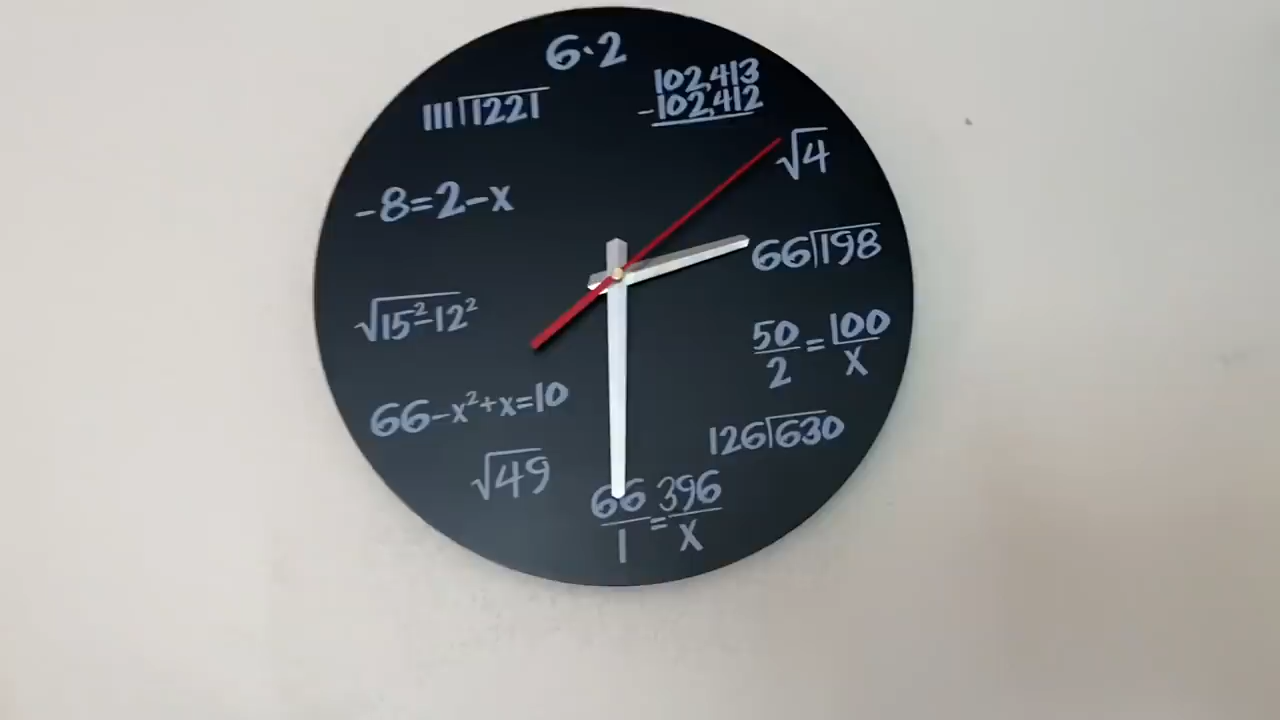 6·2
102,413
-102,412
√4
66⟌198
50/2 = 100/x
126⟌630
66/1 = 396/x
√49
66-x²+x=10
√15²-12²
-8=2-x
111⟌1221